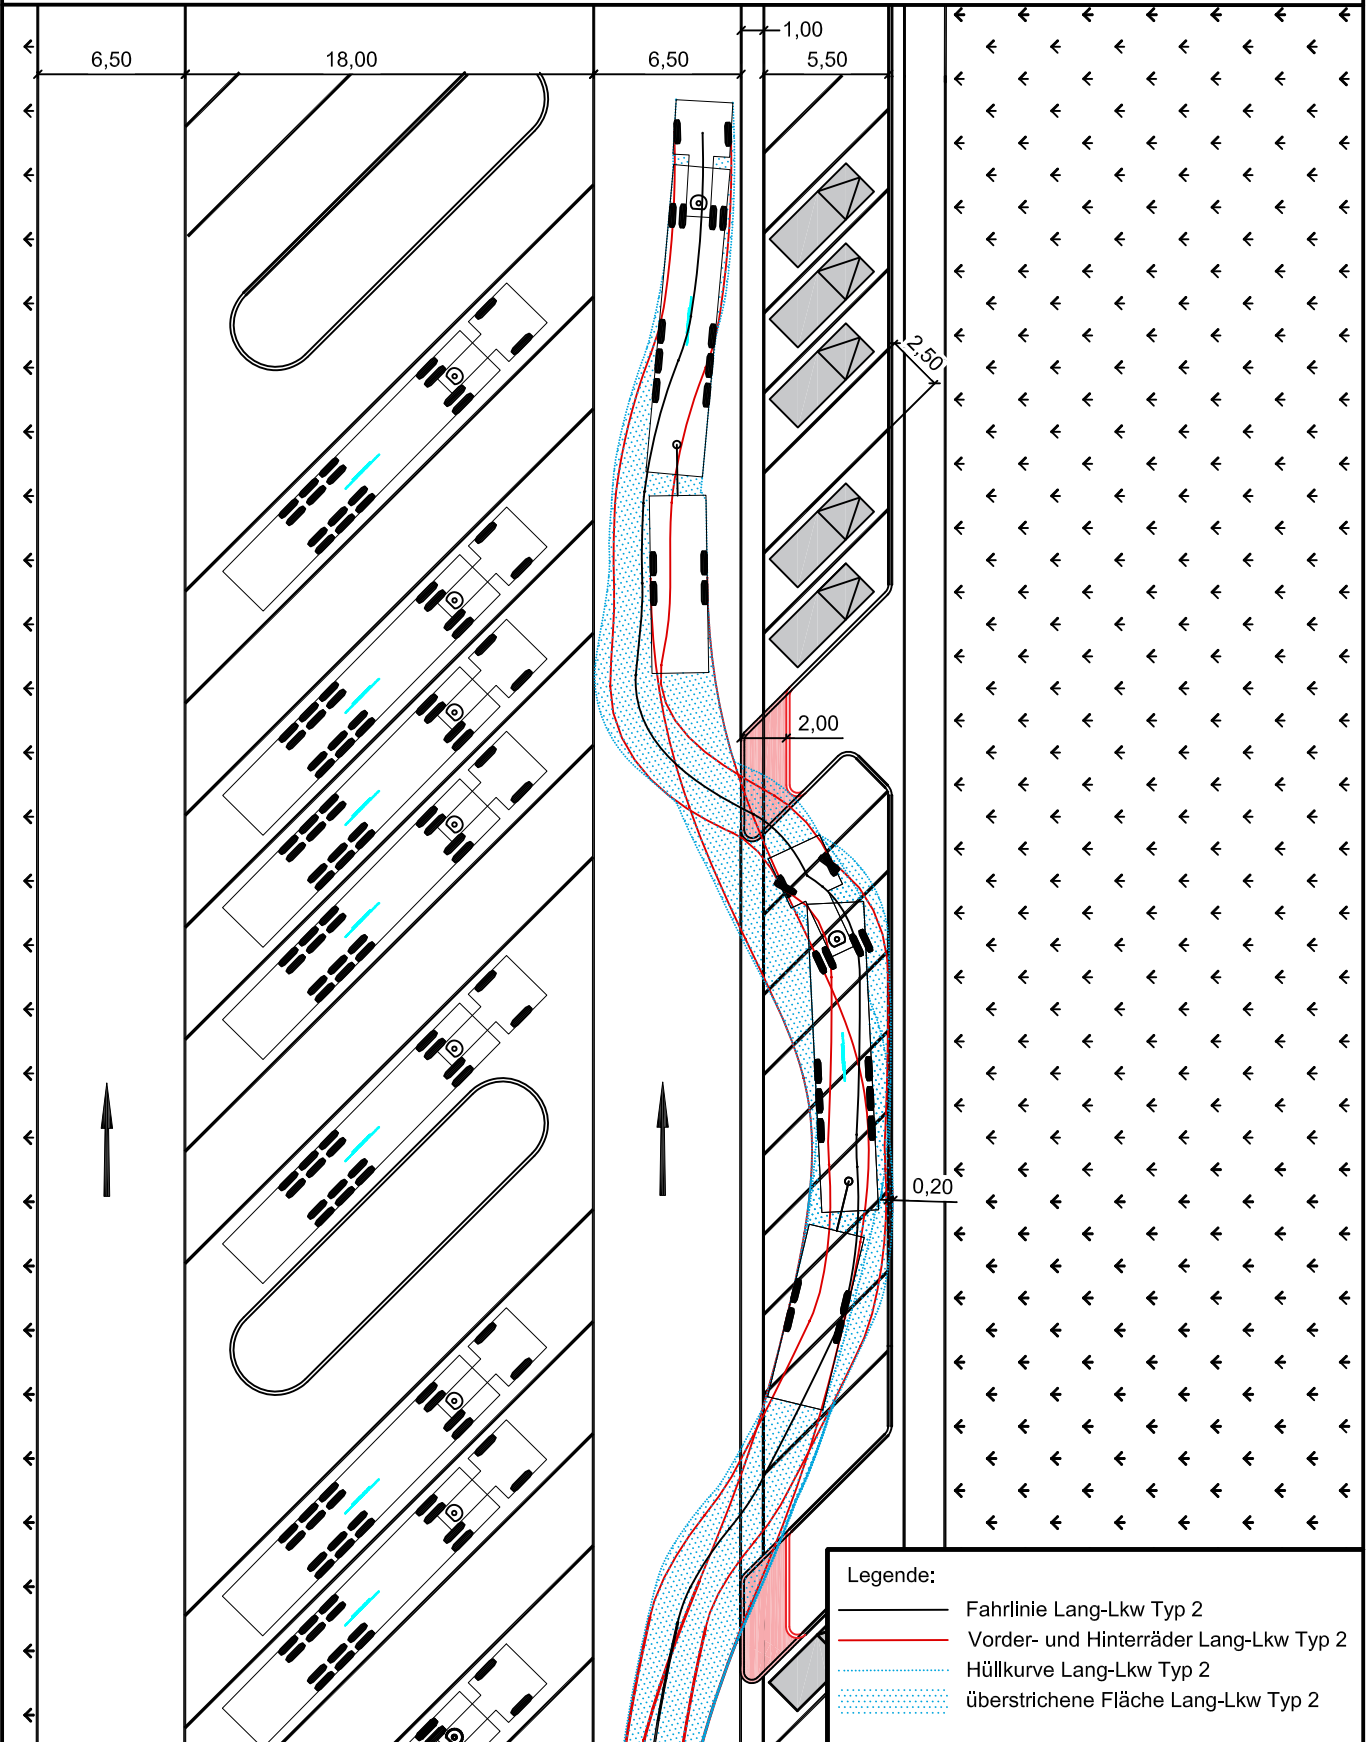 1,00
6,50
18,00
6,50
5,50
2,50
2,00
0,20
Legende:
Fahrlinie Lang-Lkw Typ 2
Vorder- und Hinterräder Lang-Lkw Typ 2
Hüllkurve Lang-Lkw Typ 2
überstrichene Fläche Lang-Lkw Typ 2